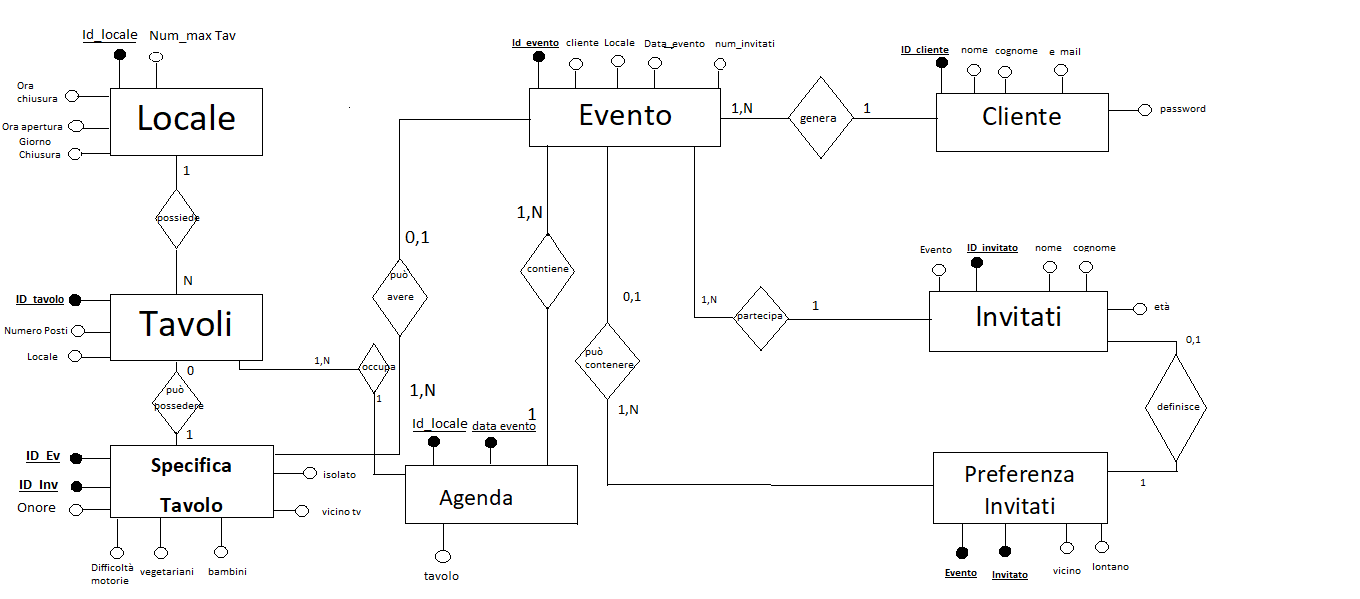 Id_locale Num_max Tav
Ora
chiusura
Locale
Ora apertura
Giorno
Chiusura
1
possiede
N
ID_tavolo
Numero Posti
Tavoli
Locale
0
può
possedere
1
ID_Ev
ID_Inv
Onore
Specifica
Tavolo
isolato
vicino tv
Difficoltà
motorie
vegetariani
bambini
1,N
occupa
1
0,1
può
avere
1,N
Id_evento cliente Locale Data_evento num_invitati
Evento
1,N
contiene
1
Id_locale data evento
Agenda
tavolo
0,1
può
contenere
1,N
1,N
partecipa
1
1,N
genera
1
ID_cliente nome cognome e_mail
Cliente
password
Evento ID_invitato nome cognome
Invitati
età
0,1
definisce
1
Preferenza
Invitati
Evento Invitato vicino lontano